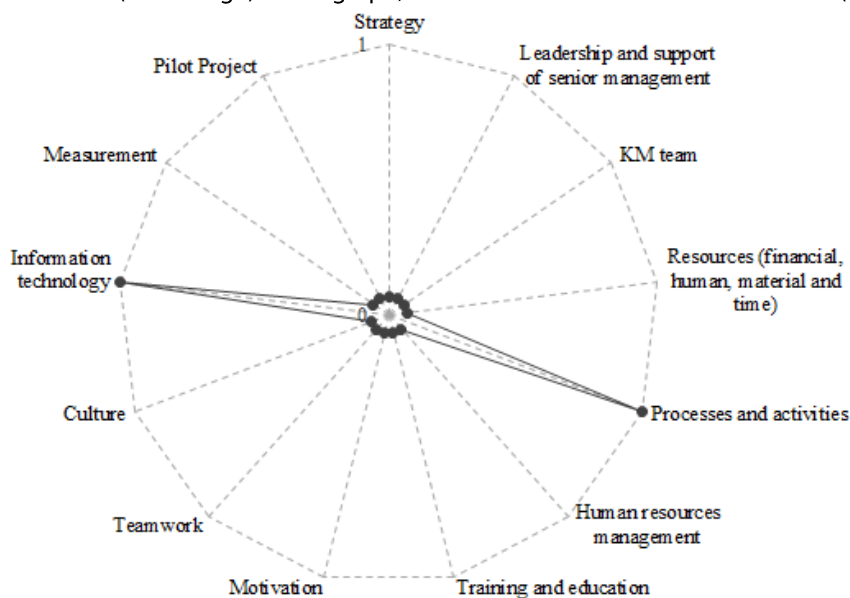 Strategy
1
Leadership and support
of senior management
Pilot Project
KM team
Measurement
Resources (financial,
human, material and
time)
Information
technology
0
Processes and activities
Culture
Human resources
management
Teamwork
Motivation
Training and education